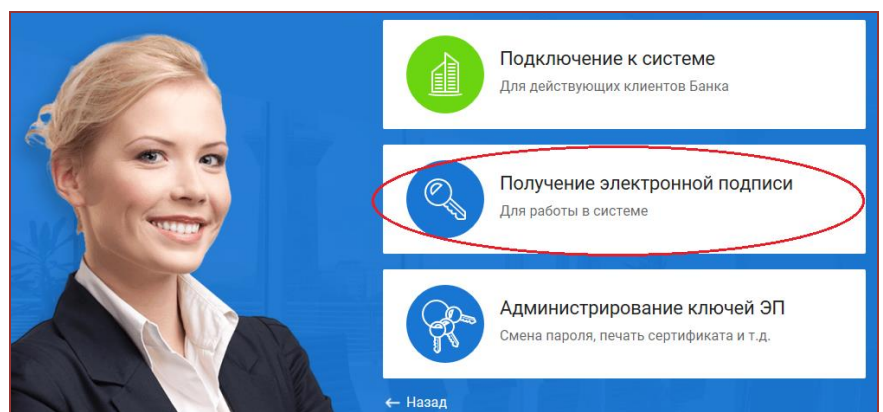 Подключение к системе
Для действующих клиентов Банка
Получение электронной подписи
Для работы в системе
Администрирование ключей ЭП
Смена пароля, печать сертификата и т.д.
← Назад